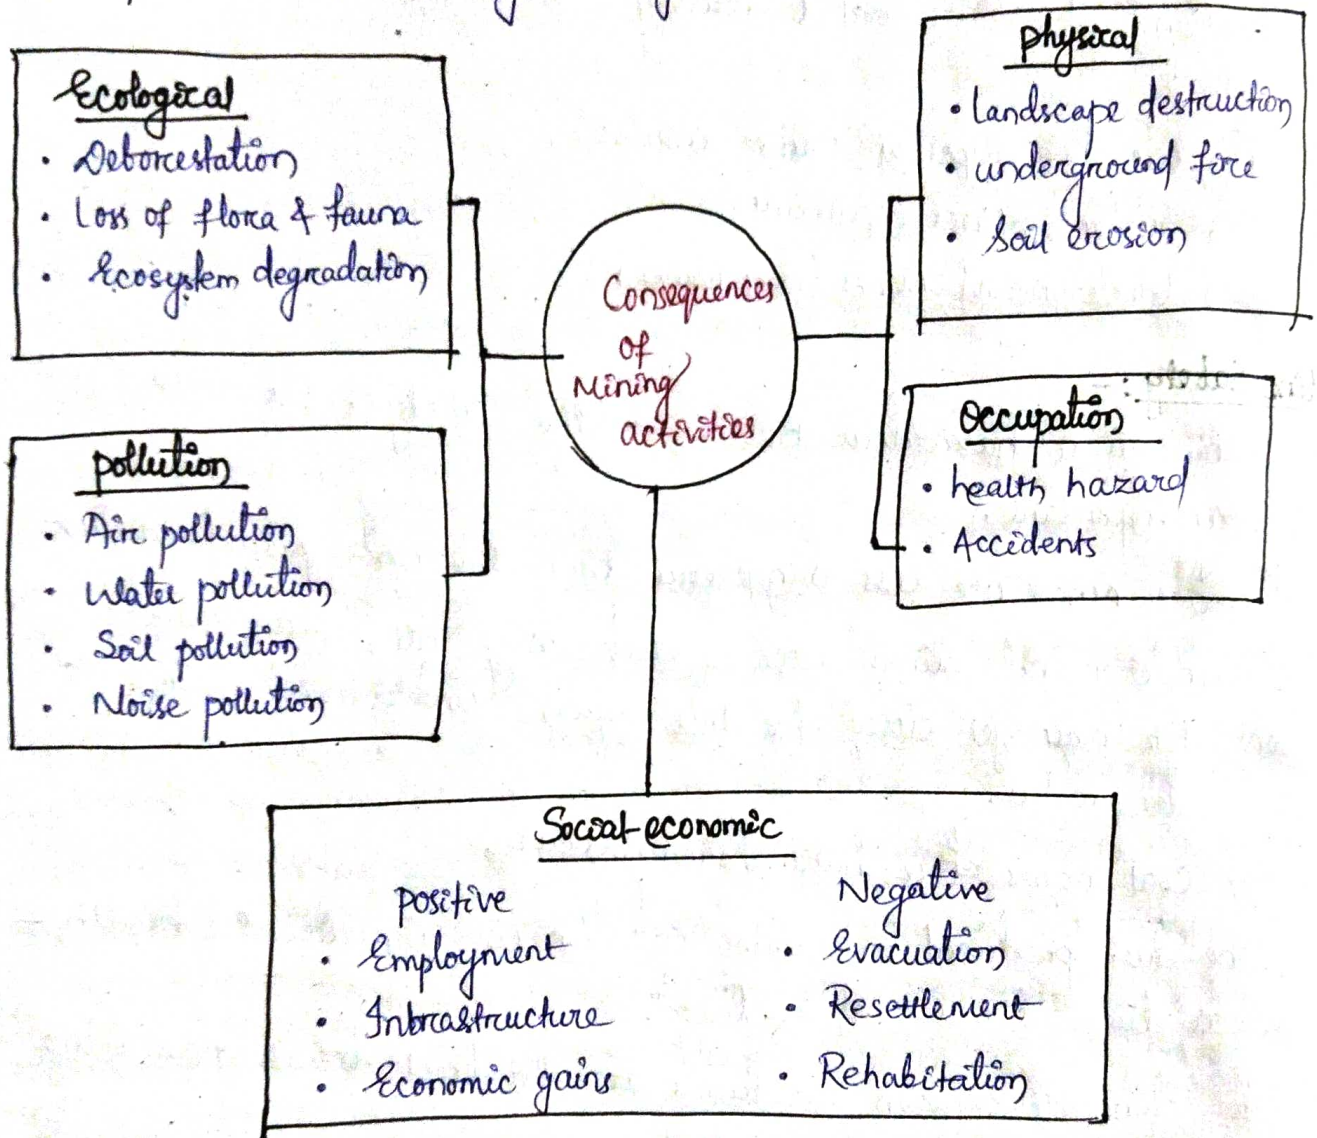 Ecological
• Deforestation
• Loss of flora & fauna
• Ecosystem degradation
pollution
• Air pollution
• Water pollution
• Soil pollution
• Noise pollution
Consequences
of
Mining
activities
physical
• landscape destruction
• underground fire
• Soil erosion
Occupation
• health hazard
• Accidents
Social-economic
positive
• Employment
• Infrastructure
• Economic gains
Negative
• Evacuation
• Resettlement
• Rehabitation